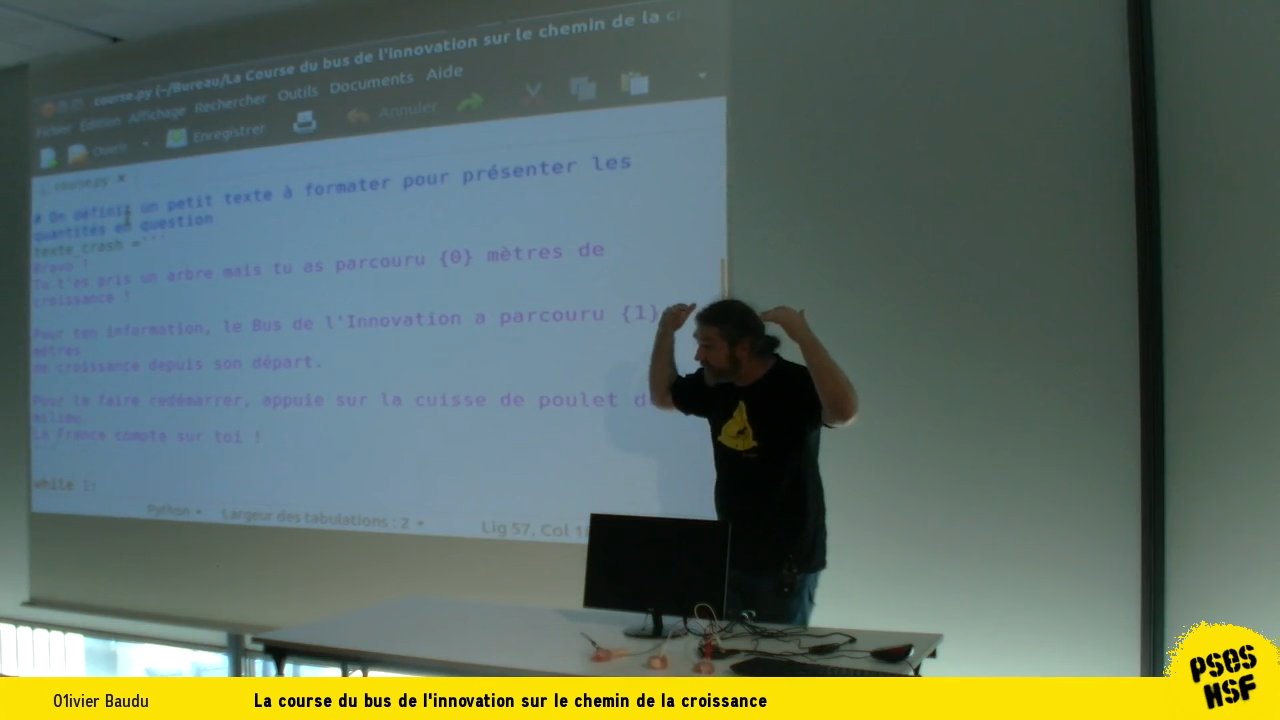 course.py (~/Bureau/La Course du bus de l'innovation sur le chemin de la
Fichier Édition Affichage Rechercher Outils Documents Aide
Ouvrir Enregistrer Annuler
course.py ×
# On définit un petit texte à formater pour présenter les
quantités en question
texte_crash ='''
Bravo !
Tu t'es pris un arbre mais tu as parcouru {0} mètres de
croissance !
Pour ton information, le Bus de l'Innovation a parcouru {1}
mètres
de croissance depuis son départ.
Pour le faire redémarrer, appuie sur la cuisse de poulet
milieu.
La France compte sur toi !
'''
while 1:
Python Largeur des tabulations : 2 Lig 57, Col
O1ivier Baudu
La course du bus de l'innovation sur le chemin de la croissance
PSES
HSF